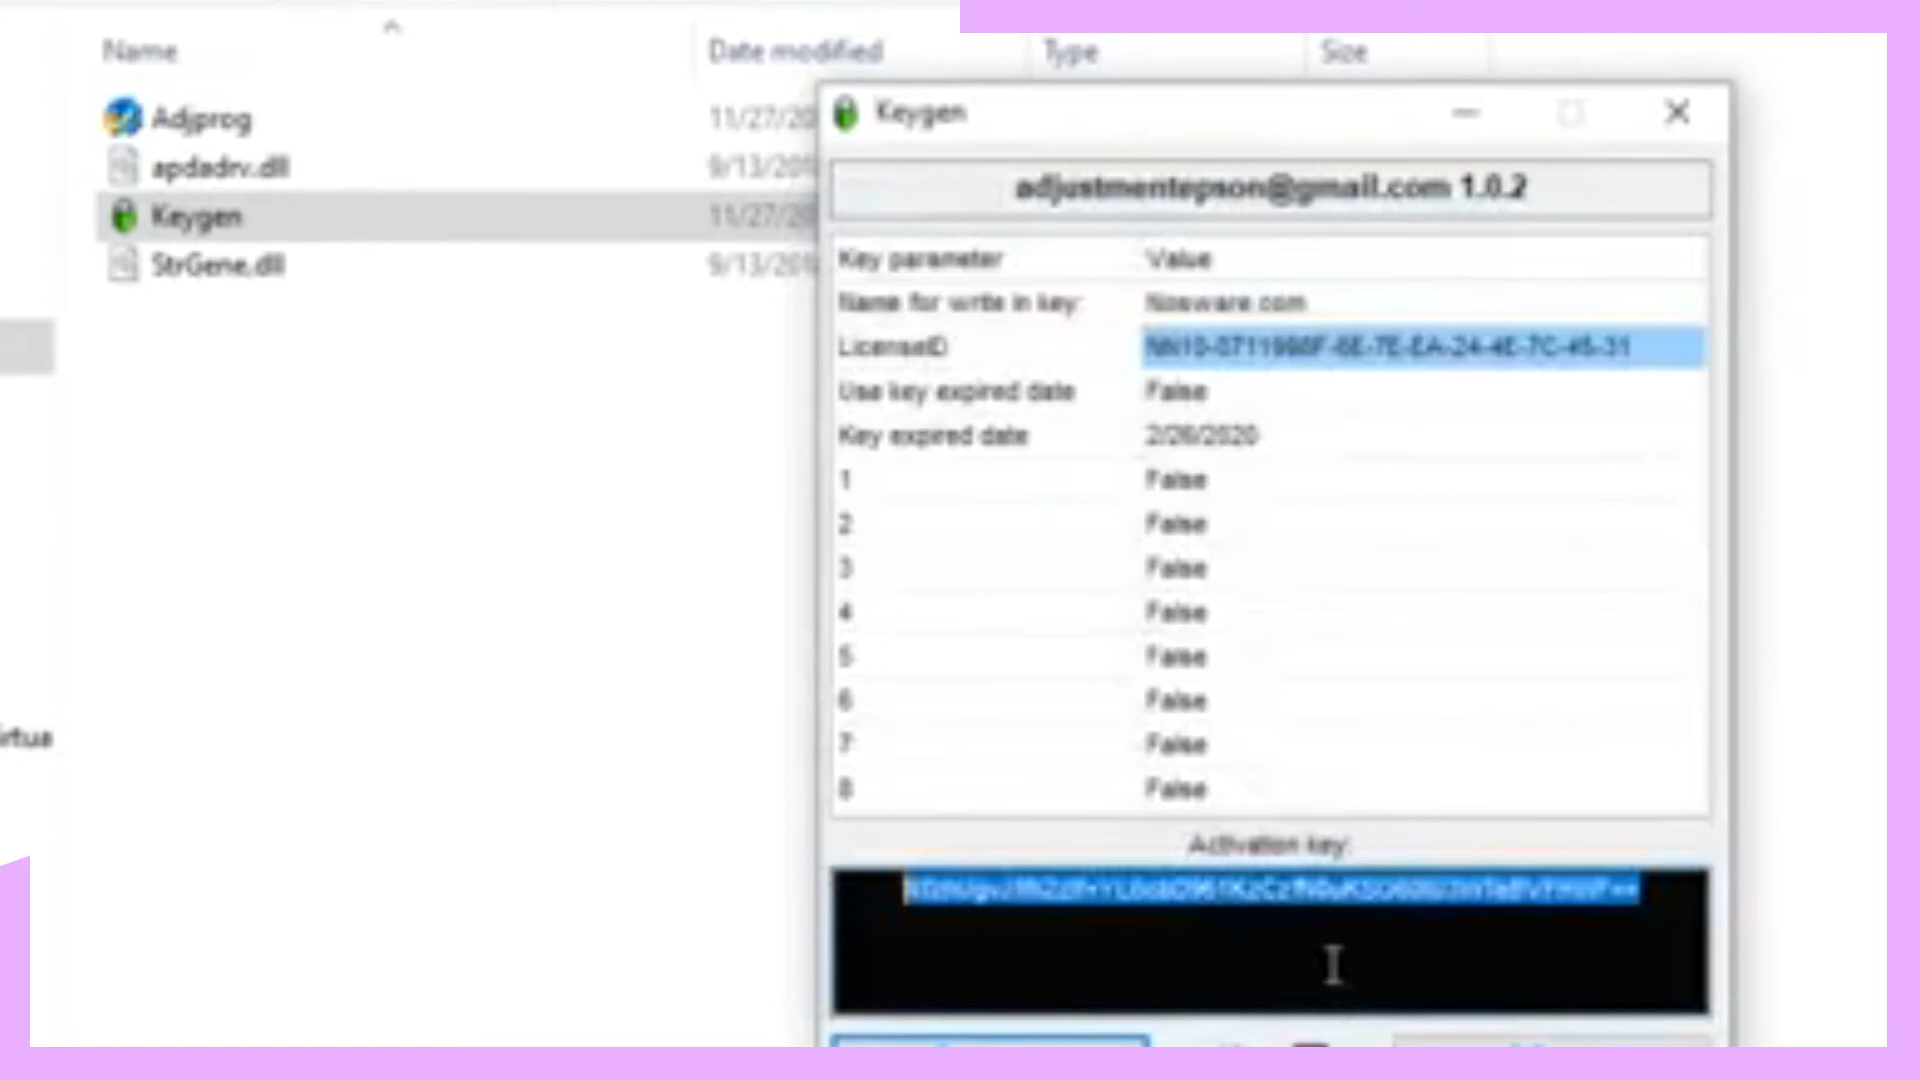 Name Date modified Type Size
Adjprog 11/27/20
apdadrv.dll 9/13/20
Keygen 11/27/20
StrGene.dll 9/13/20
irtua
Keygen
adjustmentepson@gmail.com 1.0.2
Key parameter Value
Name for write in key: Nosware.com
LicenseID
Use key expired date False
Key expired date 2/26/2020
1 False
2 False
3 False
4 False
5 False
6 False
7 False
8 False
Activation key: